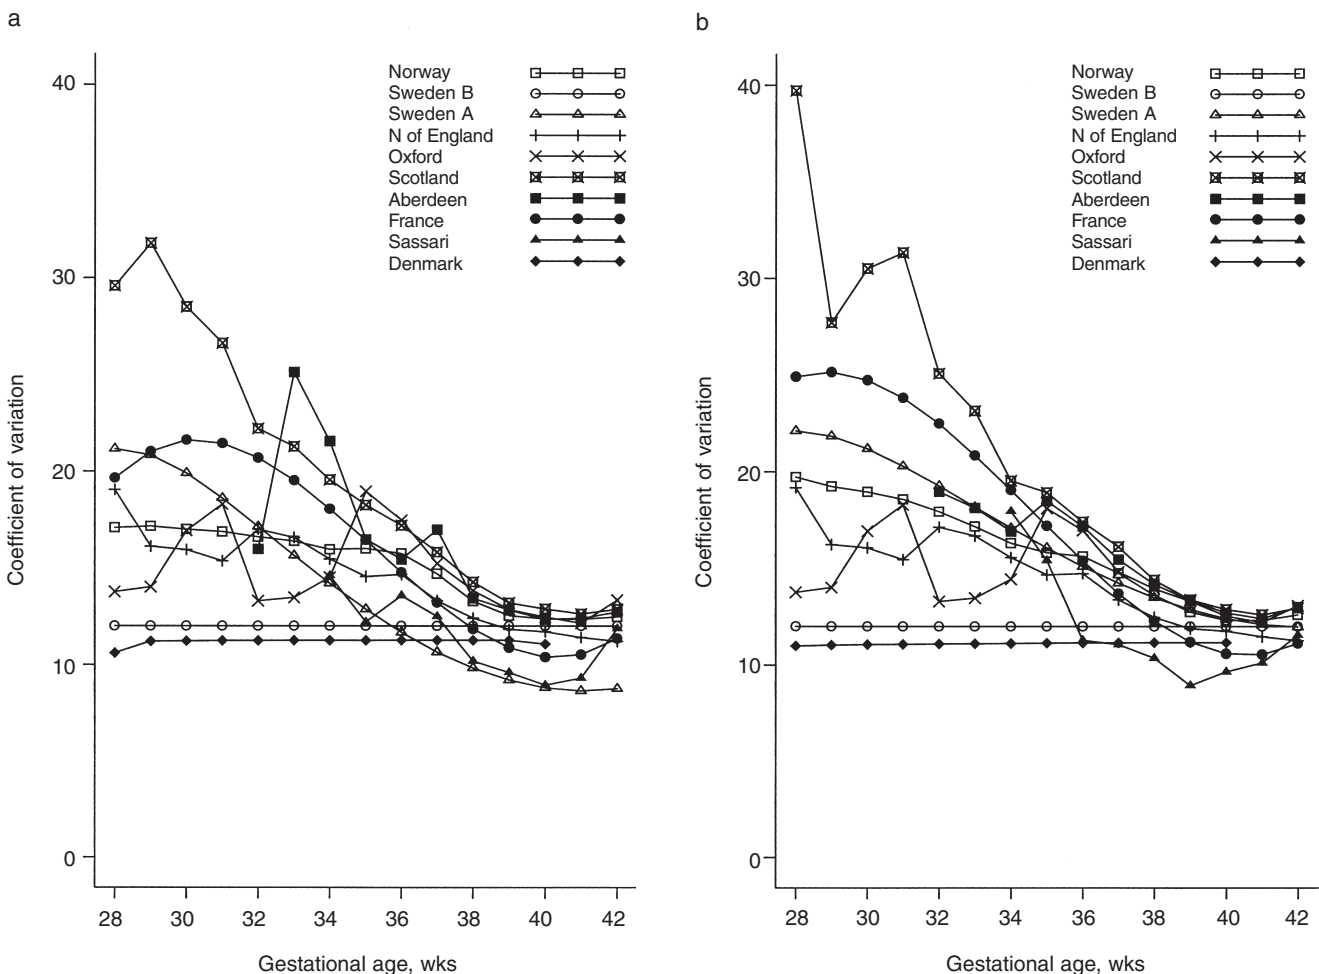 a
40
30
20
10
0
Coefficient of variation
Norway
Sweden B
Sweden A
N of England
Oxford
Scotland
Aberdeen
France
Sassari
Denmark
28 30 32 34 36 38 40 42
Gestational age, wks
b
40
30
20
10
0
Coefficient of variation
Norway
Sweden B
Sweden A
N of England
Oxford
Scotland
Aberdeen
France
Sassari
Denmark
28 30 32 34 36 38 40 42
Gestational age, wks